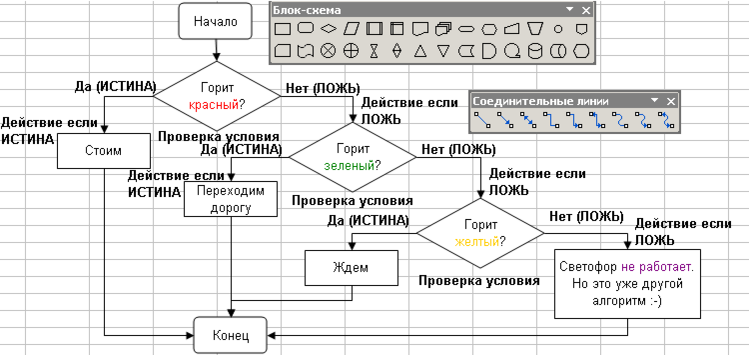 Начало
Блок-схема
Да (ИСТИНА)
Горит
красный?
Нет (ЛОЖЬ)
Действие если
ЛОЖЬ
Соединительные линии
Действие если
ИСТИНА
Стоим
Проверка условия
Да (ИСТИНА)
Горит
зеленый?
Нет (ЛОЖЬ)
Действие если
ИСТИНА
Переходим
дорогу
Действие если
ЛОЖЬ
Проверка условия
Да (ИСТИНА)
Горит
желтый?
Нет (ЛОЖЬ)
Действие если
ЛОЖЬ
Ждем
Проверка условия
Светофор не работает.
Но это уже другой
алгоритм :-)
Конец